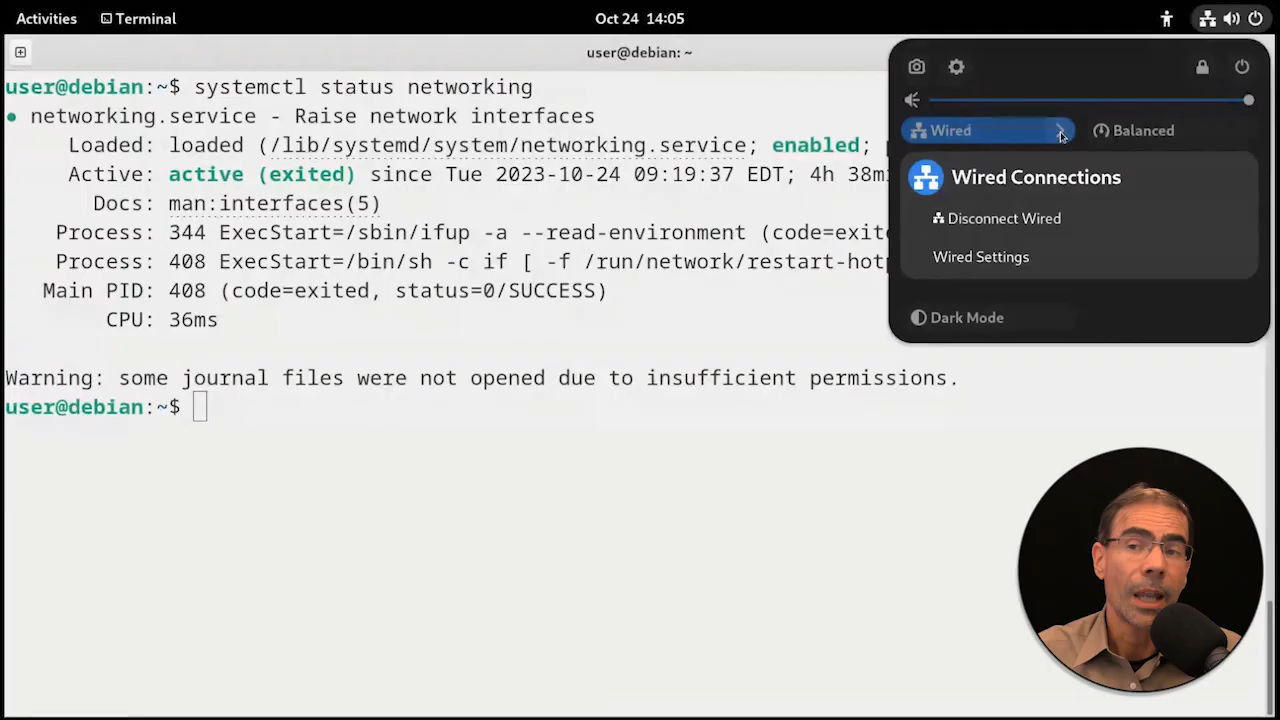 Activities Terminal Oct 24 14:05
user@debian: ~
user@debian:~$ systemctl status networking
● networking.service - Raise network interfaces
Loaded: loaded (/lib/systemd/system/networking.service; enabled;
Active: active (exited) since Tue 2023-10-24 09:19:37 EDT; 4h 38mi
Docs: man:interfaces(5)
Process: 344 ExecStart=/sbin/ifup -a --read-environment (code=exite
Process: 408 ExecStart=/bin/sh -c if [ -f /run/network/restart-hotp
Main PID: 408 (code=exited, status=0/SUCCESS)
CPU: 36ms
Warning: some journal files were not opened due to insufficient permissions.
user@debian:~$
Wired Balanced
Wired Connections
Disconnect Wired
Wired Settings
Dark Mode